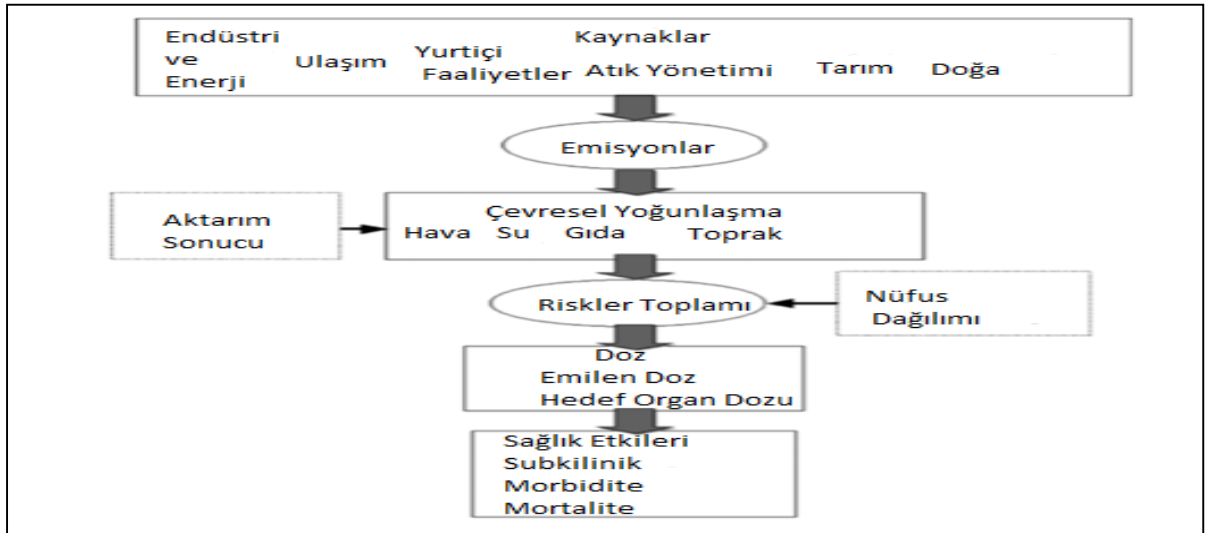 Kaynaklar
Endüstri ve Enerji
Ulaşım
Yurtiçi Faaliyetler
Atık Yönetimi
Tarım
Doğa
Emisyonlar
Aktarım
Sonucu
Çevresel Yoğunlaşma
Hava Su Gıda Toprak
Riskler Toplamı
Nüfus
Dağılımı
Doz
Emilen Doz
Hedef Organ Dozu
Sağlık Etkileri
Subkilinik
Morbidite
Mortalite